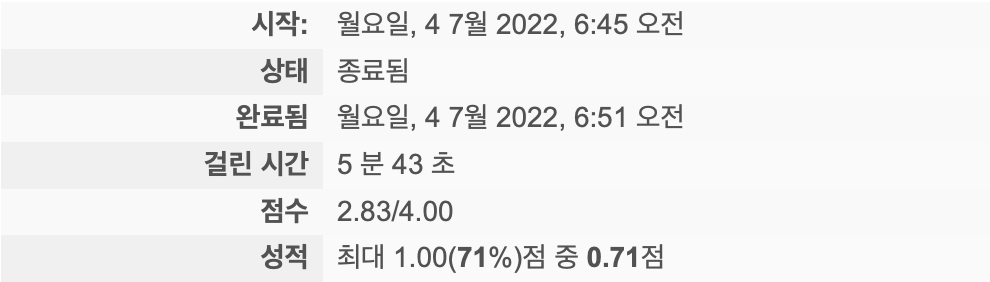 시작: 월요일, 4 7월 2022, 6:45 오전
상태 종료됨
완료됨 월요일, 4 7월 2022, 6:51 오전
걸린 시간 5 분 43 초
점수 2.83/4.00
성적 최대 1.00(71%)점 중 0.71점